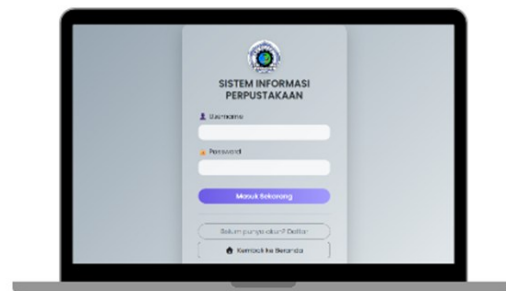 SISTEM INFORMASI
PERPUSTAKAAN
Username
Password
Masuk Sekarang
Belum punya akun? Daftar
Kembali ke Beranda